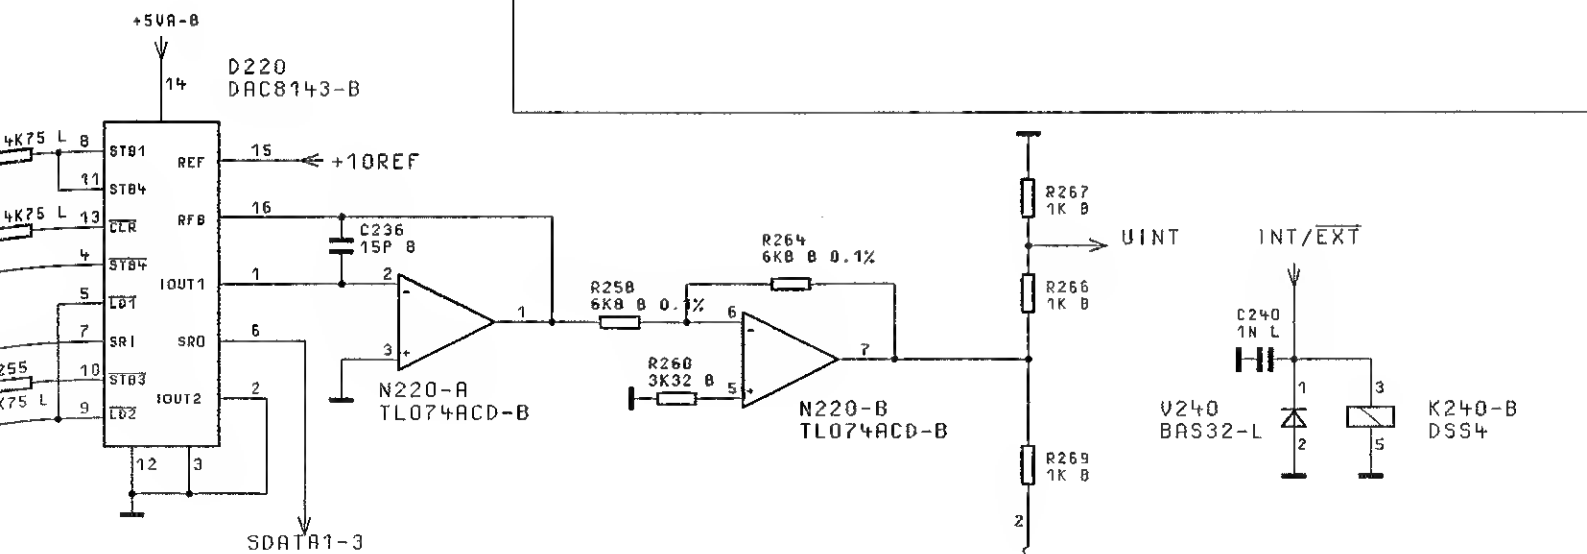 +5VA-B
14
D220
DAC8143-B
4K75 L
8
STB1
REF
15
+10REF
11
STB4
4K75 L
13
CLR
RFB
16
C236
15P B
4
STB4
IOUT1
1
2
-
5
LD1
7
SRI
SRO
6
3
+
1
N220-A
TL074ACD-B
255
K75 L
10
STB3
IOUT2
2
9
LD2
12
3
SDATA1-3
R258
6K8 B 0.1%
R264
6K8 B 0.1%
6
-
R260
3K32 B
5
+
7
N220-B
TL074ACD-B
R267
1K B
UINT
R266
1K B
R269
1K B
2
INT/EXT
C240
1N L
1
3
V240
BAS32-L
2
5
K240-B
DSS4